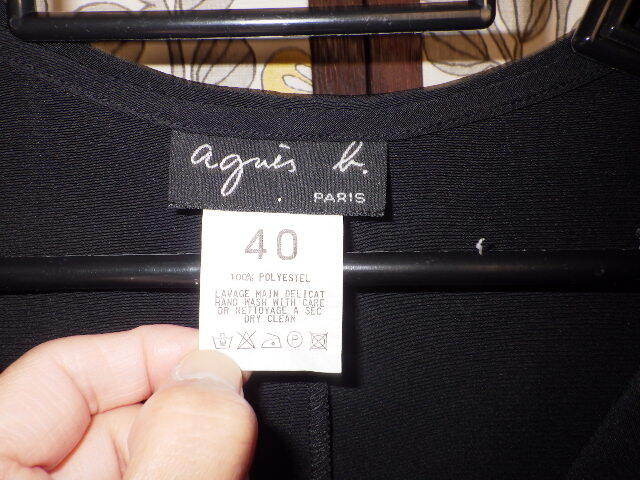 agnès b.
PARIS
40
100% POLYESTEL
LAVAGE MAIN DELICAT
HAND WASH WITH CARE
OR NETTOYAGE A SEC
DRY CLEAN
P